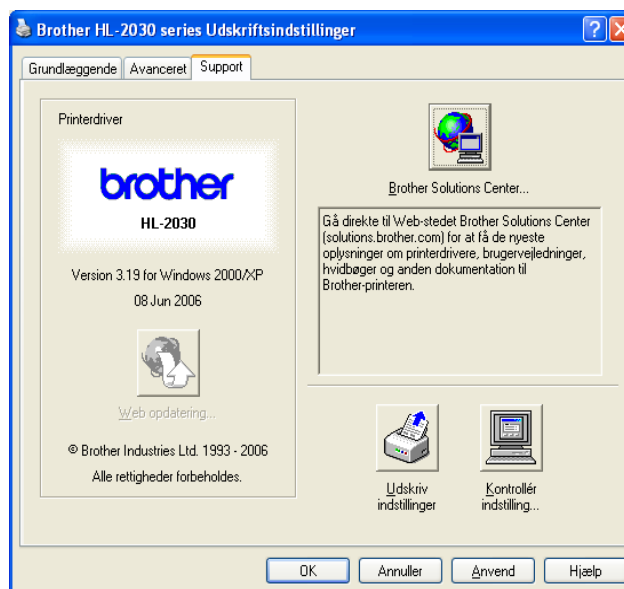 Brother HL-2030 series Udskriftsindstillinger
Grundlæggende
Avanceret
Support
Printerdriver
brother
HL-2030
Version 3.19 for Windows 2000/XP
08 Jun 2006
Web opdatering...
© Brother Industries Ltd. 1993 - 2006
Alle rettigheder forbeholdes.
Brother Solutions Center...
Gå direkte til Web-stedet Brother Solutions Center
(solutions.brother.com) for at få de nyeste
oplysninger om printerdrivere, brugervejledninger,
hvidbøger og anden dokumentation til
Brother-printeren.
Udskriv
indstillinger
Kontrollér
indstilling...
OK
Annuller
Anvend
Hjælp